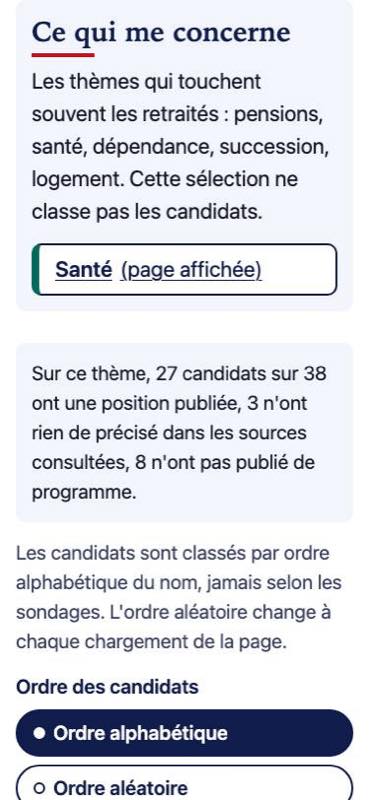 Ce qui me concerne
Les thèmes qui touchent
souvent les retraités : pensions,
santé, dépendance, succession,
logement. Cette sélection ne
classe pas les candidats.
Santé (page affichée)
Sur ce thème, 27 candidats sur 38
ont une position publiée, 3 n'ont
rien de précisé dans les sources
consultées, 8 n'ont pas publié de
programme.
Les candidats sont classés par ordre
alphabétique du nom, jamais selon les
sondages. L'ordre aléatoire change à
chaque chargement de la page.
Ordre des candidats
Ordre alphabétique
Ordre aléatoire